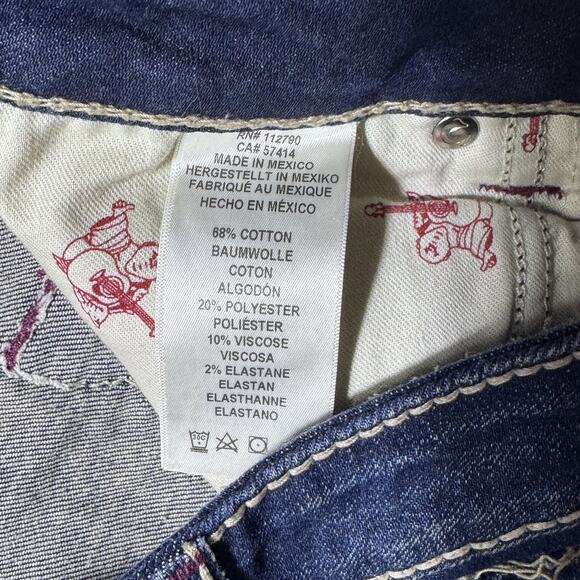 RN# 112790
CA# 57414
MADE IN MEXICO
HERGESTELLT IN MEXIKO
FABRIQUÉ AU MEXIQUE
HECHO EN MÉXICO
68% COTTON
BAUMWOLLE
COTON
ALGODÓN
20% POLYESTER
POLIÉSTER
10% VISCOSE
VISCOSA
2% ELASTANE
ELASTAN
ELASTHANNE
ELASTANO